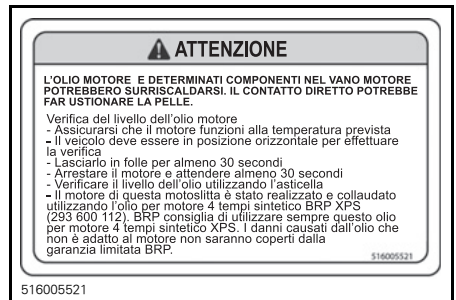 ATTENZIONE
L'OLIO MOTORE E DETERMINATI COMPONENTI NEL VANO MOTORE
POTREBBERO SURRISCALDARSI. IL CONTATTO DIRETTO POTREBBE
FAR USTIONARE LA PELLE.
Verifica del livello dell'olio motore
- Assicurarsi che il motore funzioni alla temperatura prevista
- Il veicolo deve essere in posizione orizzontale per effettuare
la verifica
- Lasciarlo in folle per almeno 30 secondi
- Arrestare il motore e attendere almeno 30 secondi
- Verificare il livello dell'olio utilizzando l'asticella
- Il motore di questa motoslitta è stato realizzato e collaudato
utilizzando l'olio per motore 4 tempi sintetico BRP XPS
(293 600 112). BRP consiglia di utilizzare sempre questo olio
per motore 4 tempi sintetico XPS. I danni causati dall'olio che
non è adatto al motore non saranno coperti dalla
garanzia limitata BRP.
516005521
516005521